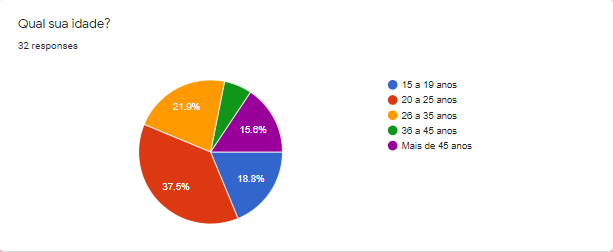 Qual sua idade?
32 responses
15 a 19 anos
20 a 25 anos
26 a 35 anos
36 a 45 anos
Mais de 45 anos
21.9%
15.6%
18.8%
37.5%